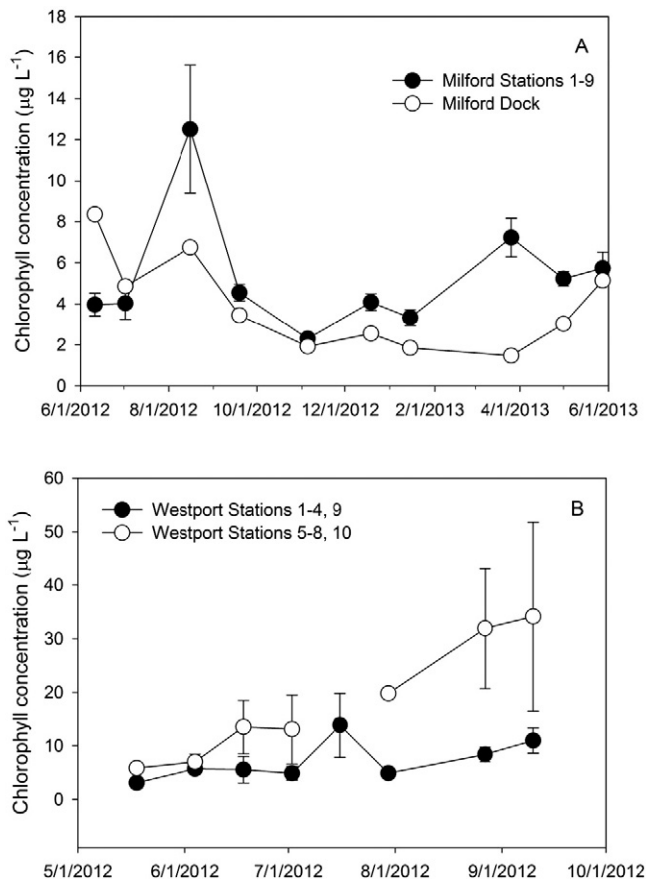 18
16
14
12
10
8
6
4
2
0
Chlorophyll concentration (µg L⁻¹)
A
Milford Stations 1-9
Milford Dock
6/1/2012 8/1/2012 10/1/2012 12/1/2012 2/1/2013 4/1/2013 6/1/2013
60
50
40
30
20
10
0
Chlorophyll concentration (µg L⁻¹)
B
Westport Stations 1-4, 9
Westport Stations 5-8, 10
5/1/2012 6/1/2012 7/1/2012 8/1/2012 9/1/2012 10/1/2012